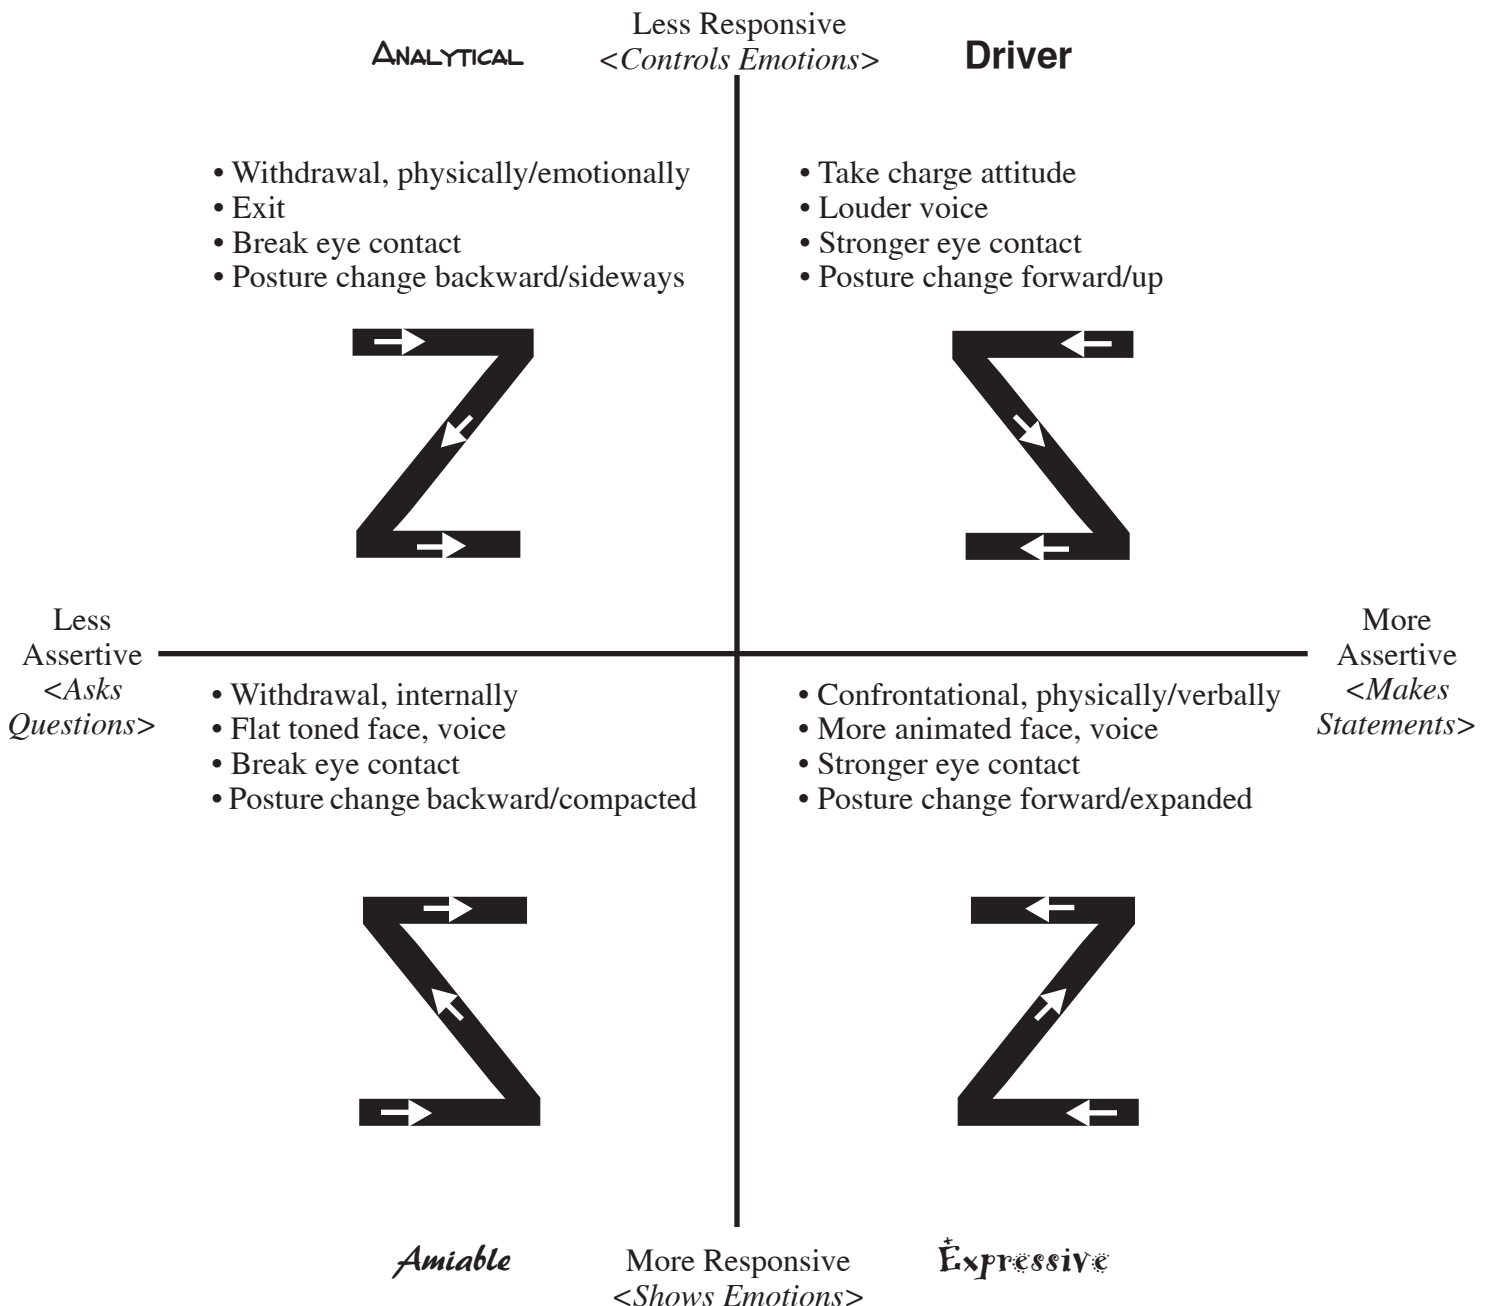 Less Responsive
ANALYTICAL
<Controls Emotions>
Driver
• Withdrawal, physically/emotionally
• Exit
• Break eye contact
• Posture change backward/sideways
• Take charge attitude
• Louder voice
• Stronger eye contact
• Posture change forward/up
Less
Assertive
<Asks
Questions>
More
Assertive
<Makes
Statements>
• Withdrawal, internally
• Flat toned face, voice
• Break eye contact
• Posture change backward/compacted
• Confrontational, physically/verbally
• More animated face, voice
• Stronger eye contact
• Posture change forward/expanded
Amiable
More Responsive
<Shows Emotions>
Expressive